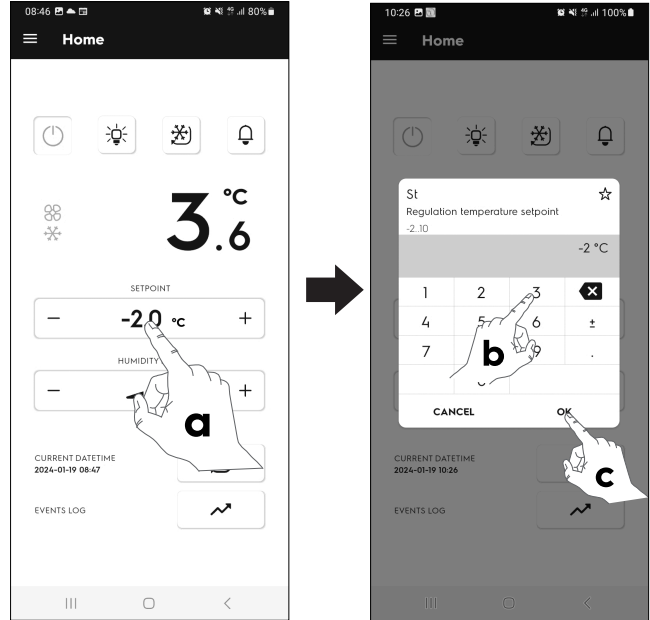 08:46 4G 80%
Home
°C
3.6
SETPOINT
− -2.0 °C +
HUMIDITY
− +
a
CURRENT DATETIME
2024-01-19 08:47
EVENTS LOG
10:26 4G 100%
Home
St
Regulation temperature setpoint
-2..10
-2 °C
1 2 3
4 5 6 ±
7 9 .
b
CANCEL OK
c
CURRENT DATETIME
2024-01-19 10:26
EVENTS LOG